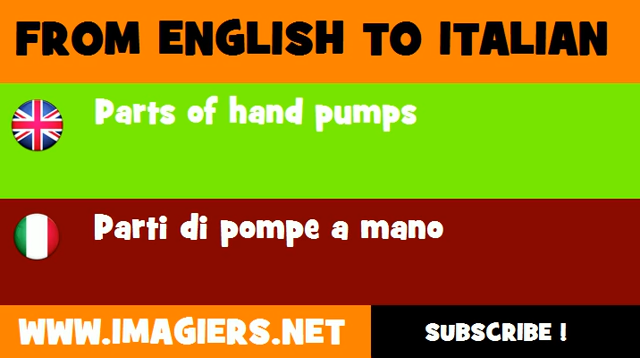 FROM ENGLISH TO ITALIAN
Parts of hand pumps
Parti di pompe a mano
WWW.IMAGIERS.NET
SUBSCRIBE !